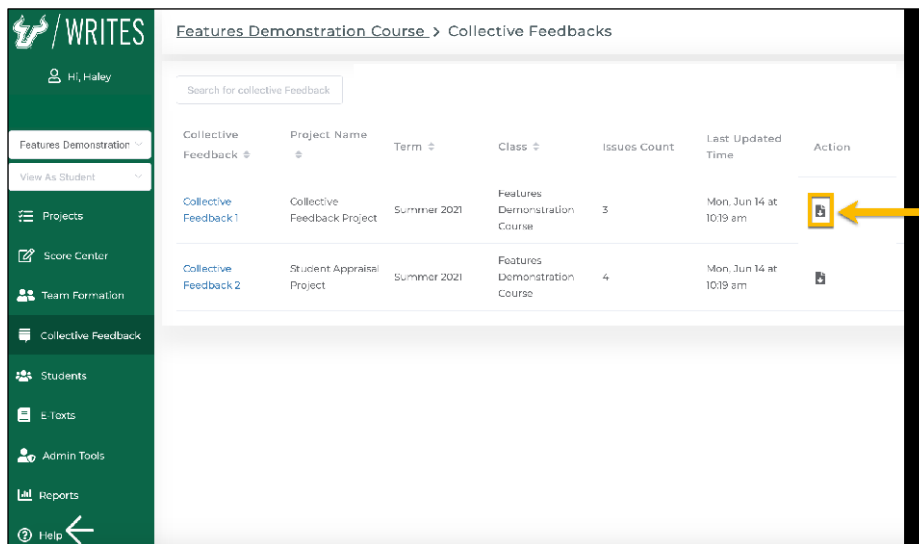 / WRITES
Hi, Haley
Features Demonstration
View As Student
Projects
Score Center
Team Formation
Collective Feedback
Students
E-Texts
Admin Tools
Reports
Help
Features Demonstration Course > Collective Feedbacks
Search for collective Feedback
Collective Feedback
Project Name
Term
Class
Issues Count
Last Updated Time
Action
Collective
Feedback 1
Collective
Feedback Project
Summer 2021
Features
Demonstration
Course
3
Mon, Jun 14 at
10:19 am
Collective
Feedback 2
Student Appraisal
Project
Summer 2021
Features
Demonstration
Course
4
Mon, Jun 14 at
10:19 am